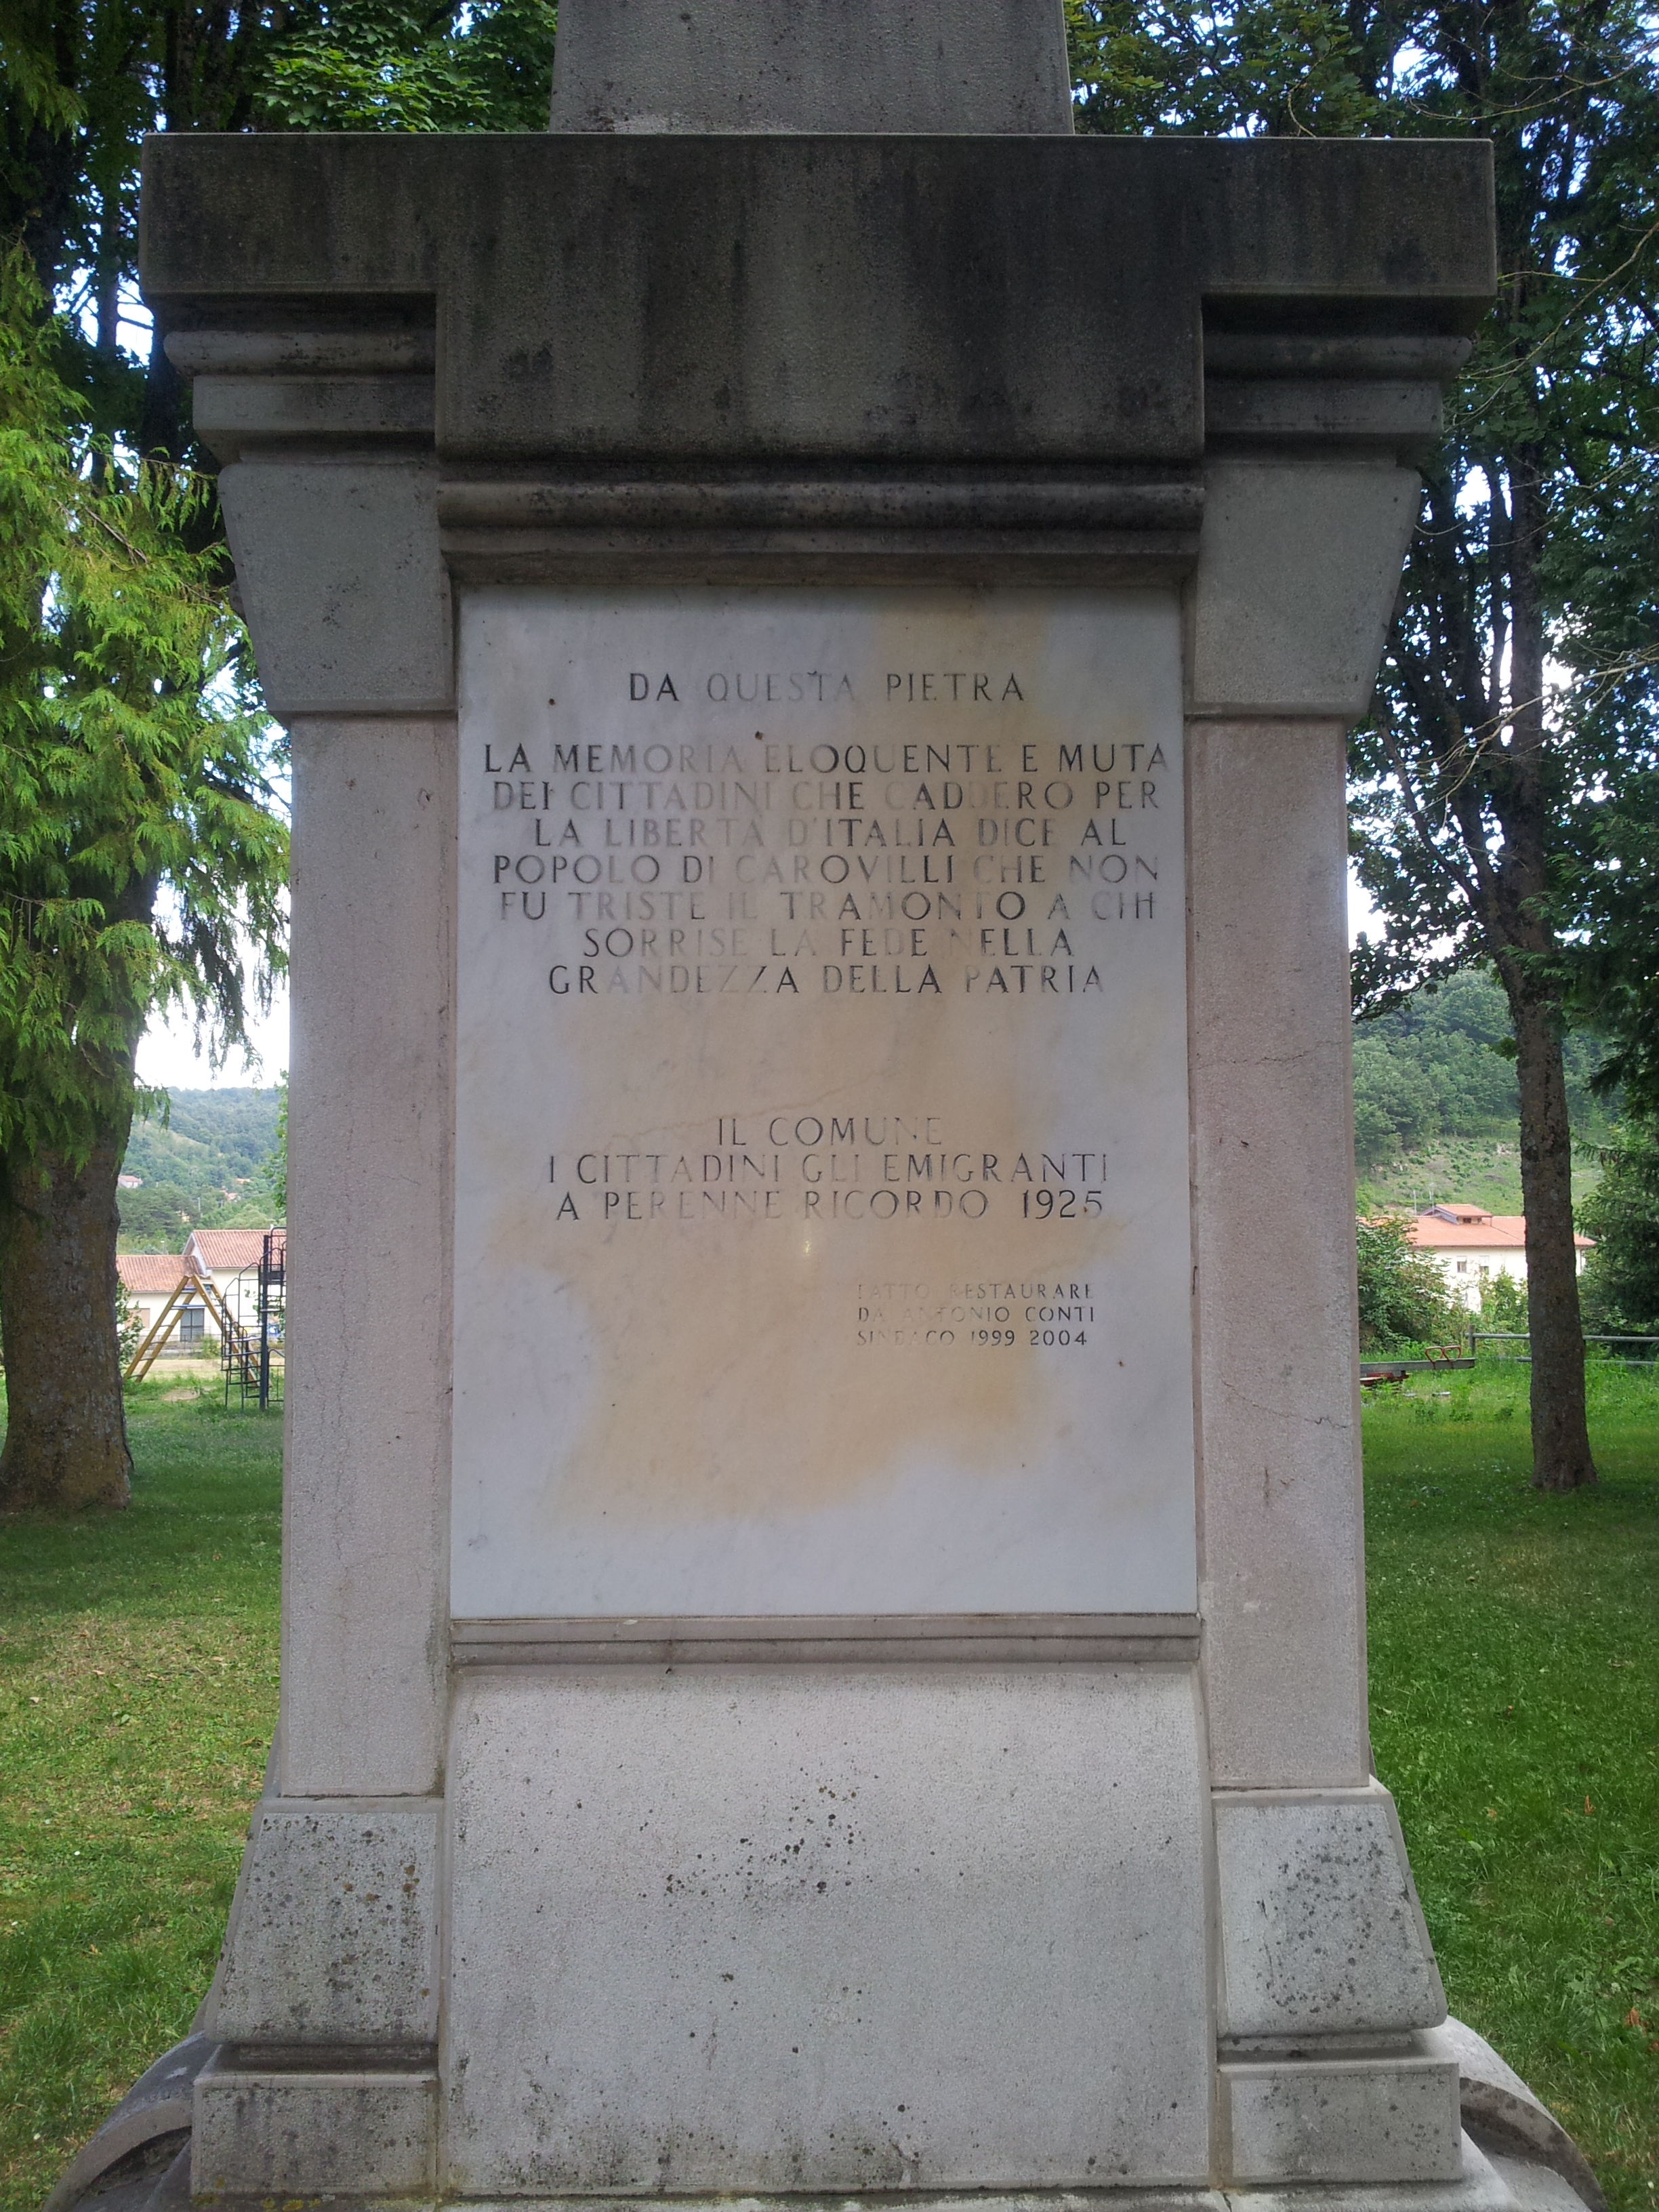 DA QUESTA PIETRA
LA MEMORIA ELOQUENTE E MUTA
DEI CITTADINI CHE CADDERO PER
LA LIBERTA D'ITALIA DICE AL
POPOLO DI CAROVILLI CHE NON
FU TRISTE IL TRAMONTO A CHI
SORRISE LA FEDE NELLA
GRANDEZZA DELLA PATRIA
IL COMUNE
I CITTADINI GLI EMIGRANTI
A PERENNE RICORDO 1925
FATTO RESTAURARE
DA ANTONIO CONTI
SINDACO 1999 2004